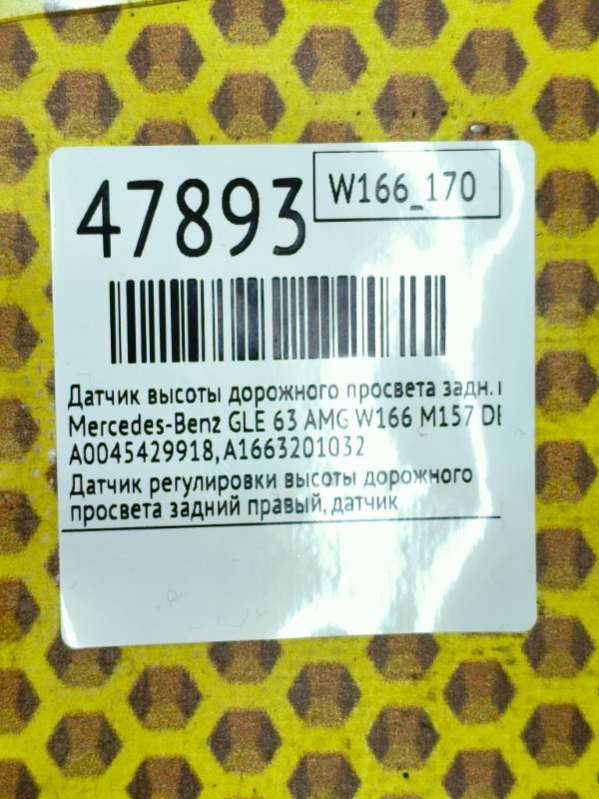 47893
W166_170
Датчик высоты дорожного просвета задн.
Mercedes-Benz GLE 63 AMG W166 M157
A0045429918, A1663201032
Датчик регулировки высоты дорожного
просвета задний правый, датчик